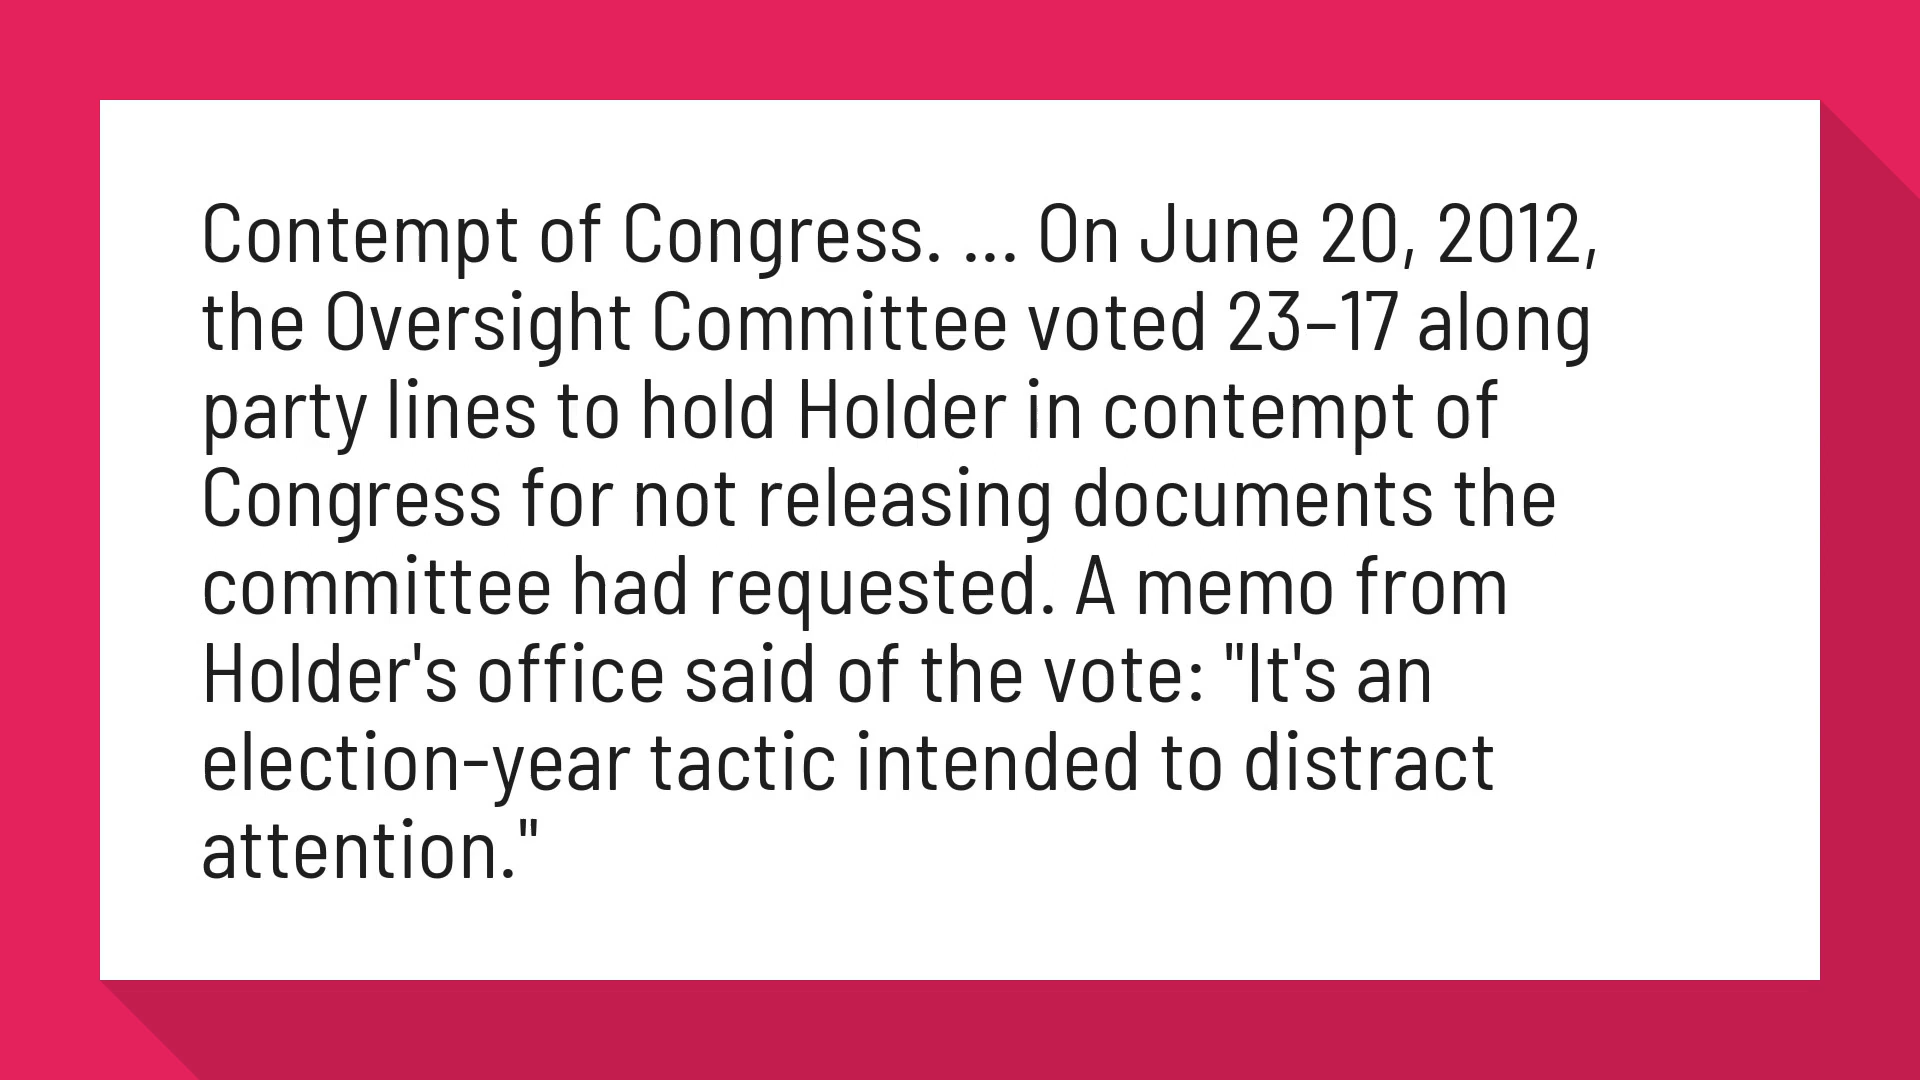 Contempt of Congress. ... On June 20, 2012,
the Oversight Committee voted 23–17 along
party lines to hold Holder in contempt of
Congress for not releasing documents the
committee had requested. A memo from
Holder's office said of the vote: "It's an
election-year tactic intended to distract
attention."